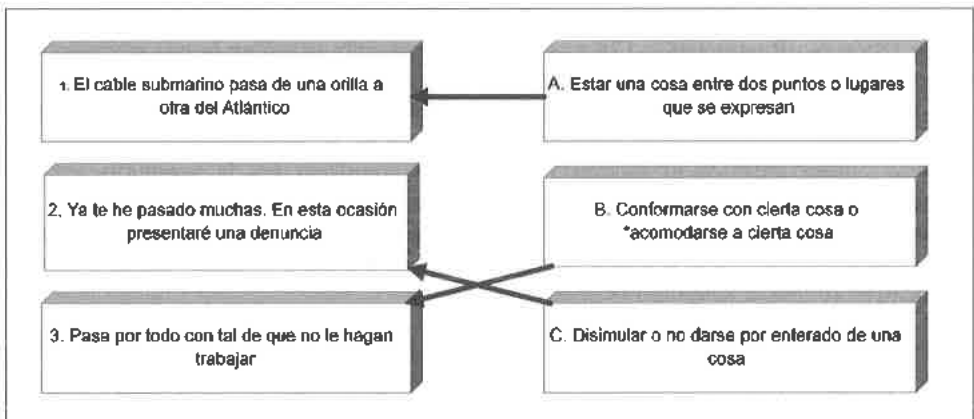 1. El cable submarino pasa de una orilla a
otra del Atlántico
A. Estar una cosa entre dos puntos o lugares
que se expresan
2. Ya te he pasado muchas. En esta ocasión
presentaré una denuncia
B. Conformarse con cierta cosa o
*acomodarse a cierta cosa
3. Pasa por todo con tal de que no le hagan
trabajar
C. Disimular o no darse por enterado de una
cosa